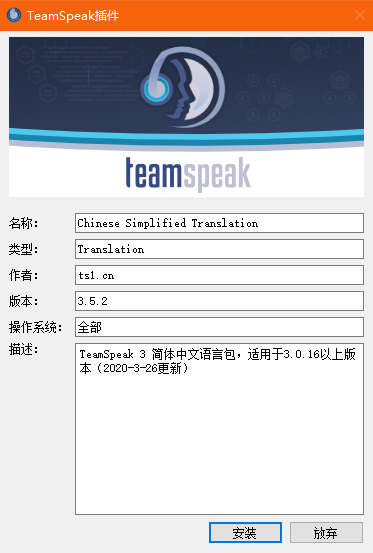 TeamSpeak插件
teamspeak
名称： Chinese Simplified Translation
类型： Translation
作者： ts1.cn
版本： 3.5.2
操作系统： 全部
描述： TeamSpeak 3 简体中文语言包，适用于3.0.16以上版
本（2020-3-26更新）
安装 放弃